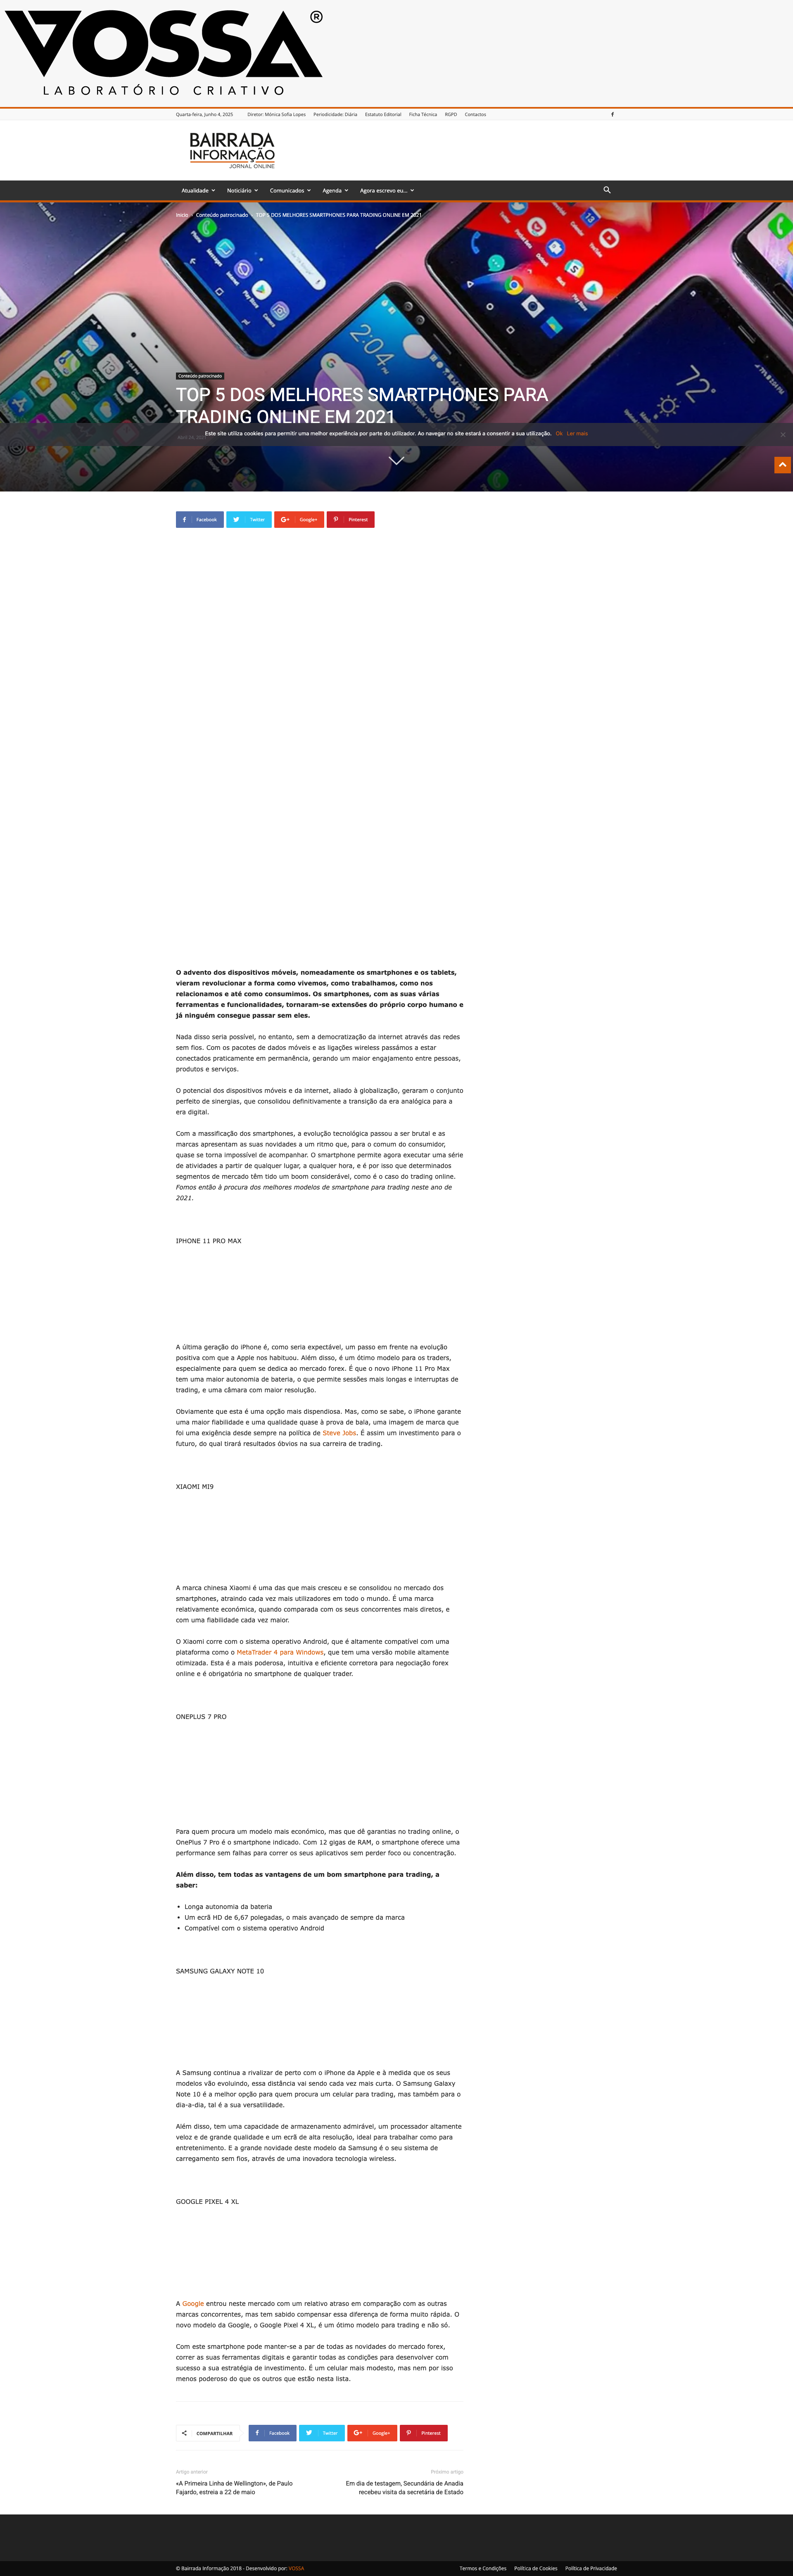 VOSSA ®
LABORATÓRIO CRIATIVO
Quarta-feira, Junho 4, 2025 Diretor: Mónica Sofia Lopes Periodicidade: Diária Estatuto Editorial Ficha Técnica RGPD Contactos
BAIRRADA
INFORMAÇÃO
JORNAL ONLINE
Atualidade Noticiário Comunicados Agenda Agora escrevo eu...
Início Conteúdo patrocinado TOP 5 DOS MELHORES SMARTPHONES PARA TRADING ONLINE EM 2021
2:04
72°
Conteúdo patrocinado
TOP 5 DOS MELHORES SMARTPHONES PARA
TRADING ONLINE EM 2021
Este site utiliza cookies para permitir uma melhor experiência por parte do utilizador. Ao navegar no site estará a consentir a sua utilização. Ok Ler mais
Facebook Twitter Google+ Pinterest
O advento dos dispositivos móveis, nomeadamente os smartphones e os tablets,
vieram revolucionar a forma como vivemos, como trabalhamos, como nos
relacionamos e até como consumimos. Os smartphones, com as suas várias
ferramentas e funcionalidades, tornaram-se extensões do próprio corpo humano e
já ninguém consegue passar sem eles.
Nada disso seria possível, no entanto, sem a democratização da internet através das redes
sem fios. Com os pacotes de dados móveis e as ligações wireless passámos a estar
conectados praticamente em permanência, gerando um maior engajamento entre pessoas,
produtos e serviços.
O potencial dos dispositivos móveis e da internet, aliado à globalização, geraram o conjunto
perfeito de sinergias, que consolidou definitivamente a transição da era analógica para a
era digital.
Com a massificação dos smartphones, a evolução tecnológica passou a ser brutal e as
marcas apresentam as suas novidades a um ritmo que, para o comum do consumidor,
quase se torna impossível de acompanhar. O smartphone permite agora executar uma série
de atividades a partir de qualquer lugar, a qualquer hora, e é por isso que determinados
segmentos de mercado têm tido um boom considerável, como é o caso do trading online.
Fomos então à procura dos melhores modelos de smartphone para trading neste ano de
2021.
IPHONE 11 PRO MAX
A última geração do iPhone é, como seria expectável, um passo em frente na evolução
positiva com que a Apple nos habituou. Além disso, é um ótimo modelo para os traders,
especialmente para quem se dedica ao mercado forex. É que o novo iPhone 11 Pro Max
tem uma maior autonomia de bateria, o que permite sessões mais longas e interruptas de
trading, e uma câmara com maior resolução.
Obviamente que esta é uma opção mais dispendiosa. Mas, como se sabe, o iPhone garante
uma maior fiabilidade e uma qualidade quase à prova de bala, uma imagem de marca que
foi uma exigência desde sempre na política de Steve Jobs. É assim um investimento para o
futuro, do qual tirará resultados óbvios na sua carreira de trading.
XIAOMI MI9
A marca chinesa Xiaomi é uma das que mais cresceu e se consolidou no mercado dos
smartphones, atraindo cada vez mais utilizadores em todo o mundo. É uma marca
relativamente económica, quando comparada com os seus concorrentes mais diretos, e
com uma fiabilidade cada vez maior.
O Xiaomi corre com o sistema operativo Android, que é altamente compatível com uma
plataforma como o MetaTrader 4 para Windows, que tem uma versão mobile altamente
otimizada. Esta é a mais poderosa, intuitiva e eficiente corretora para negociação forex
online e é obrigatória no smartphone de qualquer trader.
ONEPLUS 7 PRO
Para quem procura um modelo mais económico, mas que dê garantias no trading online, o
OnePlus 7 Pro é o smartphone indicado. Com 12 gigas de RAM, o smartphone oferece uma
performance sem falhas para correr os seus aplicativos sem perder foco ou concentração.
Além disso, tem todas as vantagens de um bom smartphone para trading, a
saber:
• Longa autonomia da bateria
• Um ecrã HD de 6,67 polegadas, o mais avançado de sempre da marca
• Compatível com o sistema operativo Android
SAMSUNG GALAXY NOTE 10
A Samsung continua a rivalizar de perto com o iPhone da Apple e à medida que os seus
modelos vão evoluindo, essa distância vai sendo cada vez mais curta. O Samsung Galaxy
Note 10 é a melhor opção para quem procura um celular para trading, mas também para o
dia-a-dia, tal é a sua versatilidade.
Além disso, tem uma capacidade de armazenamento admirável, um processador altamente
veloz e de grande qualidade e um ecrã de alta resolução, ideal para trabalhar como para
entretenimento. E a grande novidade deste modelo da Samsung é o seu sistema de
carregamento sem fios, através de uma inovadora tecnologia wireless.
GOOGLE PIXEL 4 XL
A Google entrou neste mercado com um relativo atraso em comparação com as outras
marcas concorrentes, mas tem sabido compensar essa diferença de forma muito rápida. O
novo modelo da Google, o Google Pixel 4 XL, é um ótimo modelo para trading e não só.
Com este smartphone pode manter-se a par de todas as novidades do mercado forex,
correr as suas ferramentas digitais e garantir todas as condições para desenvolver com
sucesso a sua estratégia de investimento. É um celular mais modesto, mas nem por isso
menos poderoso do que os outros que estão nesta lista.
COMPARTILHAR Facebook Twitter Google+ Pinterest
Artigo anterior Próximo artigo
«A Primeira Linha de Wellington», de Paulo
Fajardo, estreia a 22 de maio
Em dia de testagem, Secundária de Anadia
recebeu visita da secretária de Estado
© Bairrada Informação 2018 - Desenvolvido por: VOSSA Termos e Condições Política de Cookies Política de Privacidade